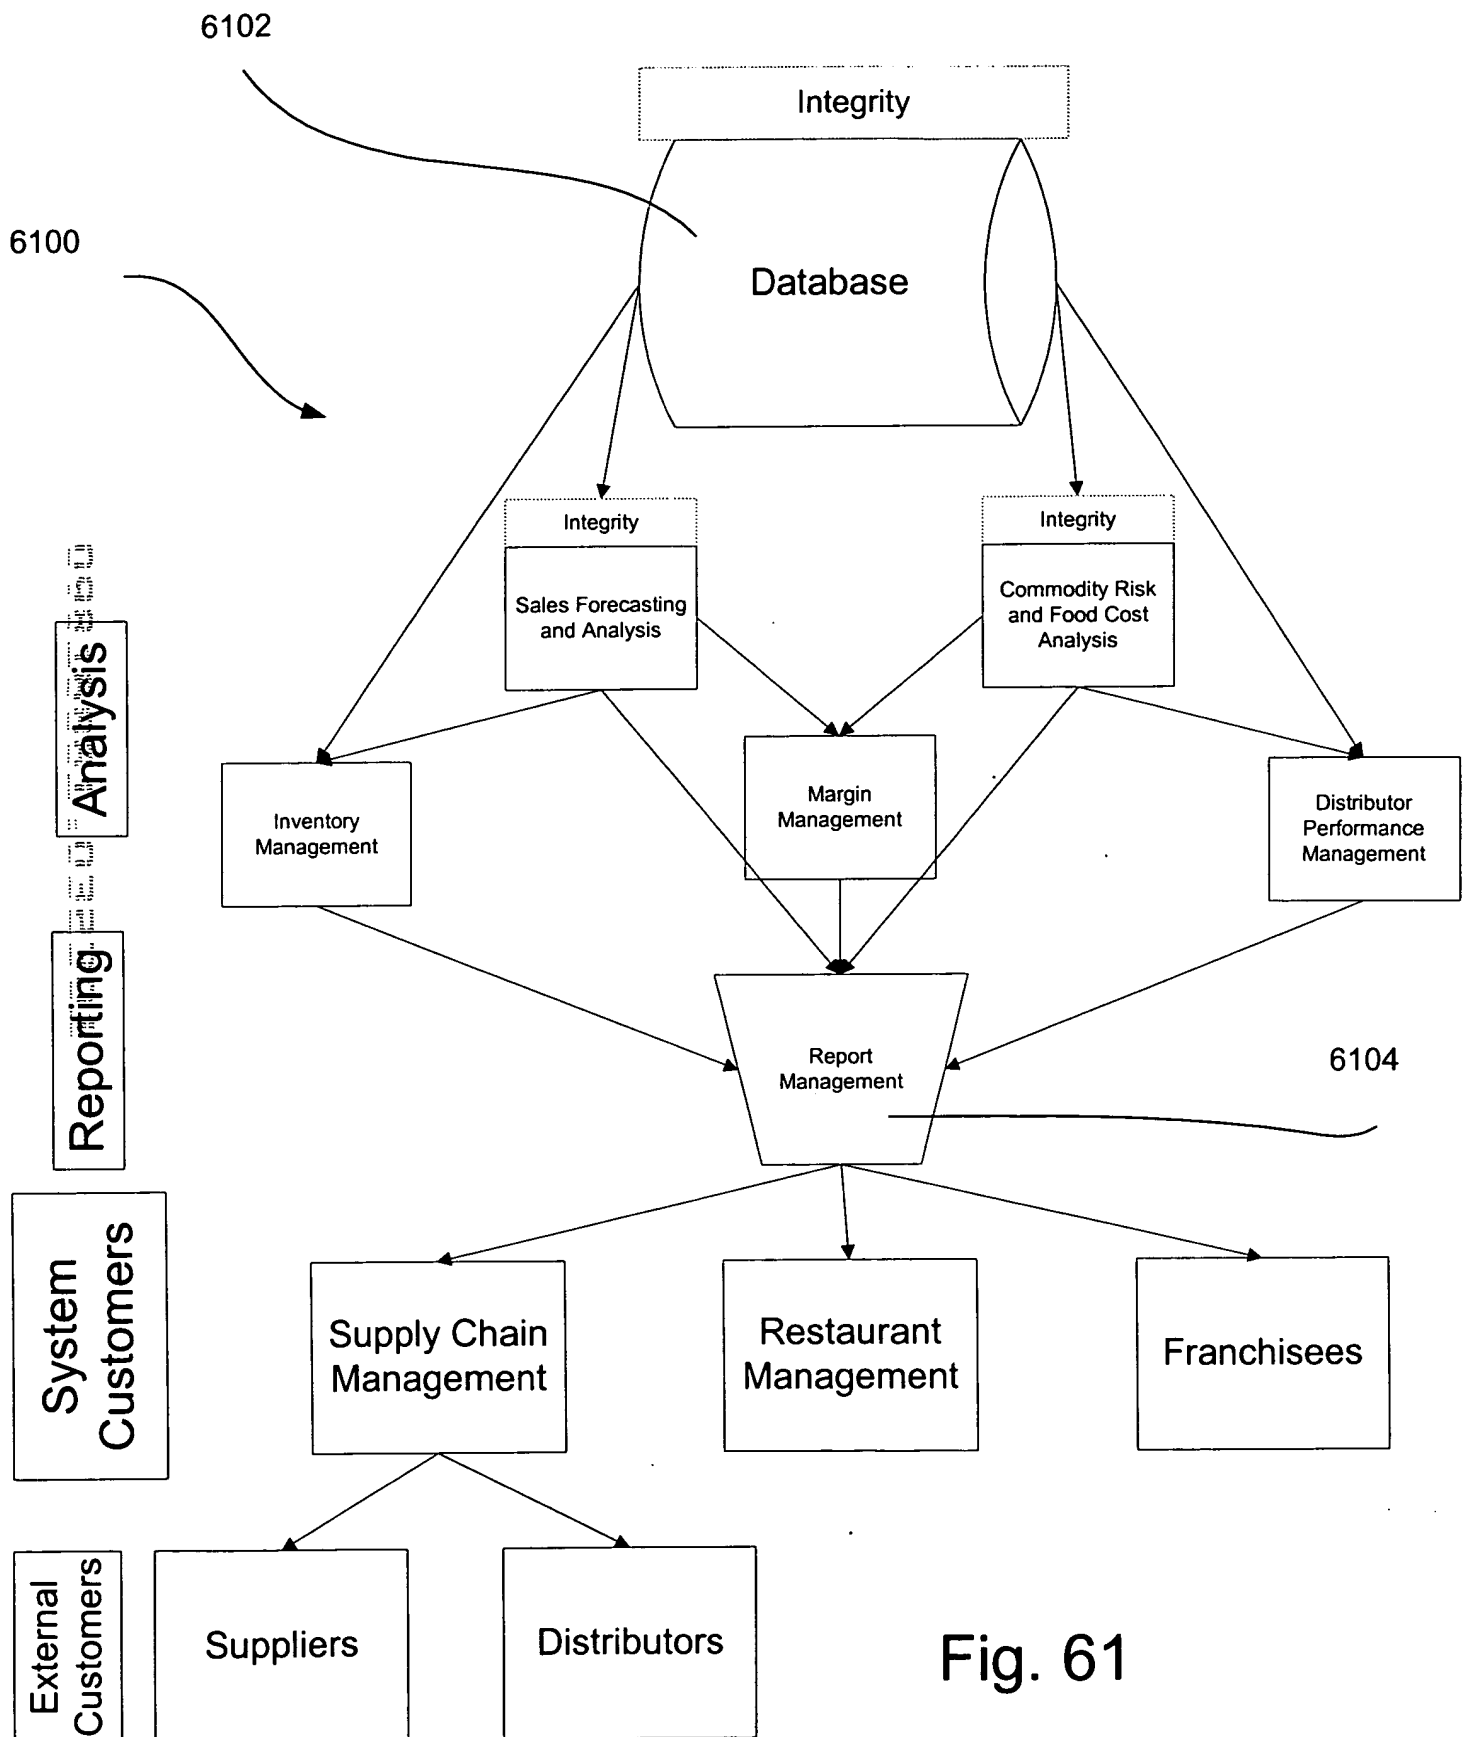 6102
Integrity
6100
Database
Integrity
Integrity
Sales Forecasting
and Analysis
Commodity Risk
and Food Cost
Analysis
Analysis
Inventory
Management
Margin
Management
Distributor
Performance
Management
Reporting
Report
Management
6104
System
Customers
Supply Chain
Management
Restaurant
Management
Franchisees
External
Customers
Suppliers
Distributors
Fig. 61